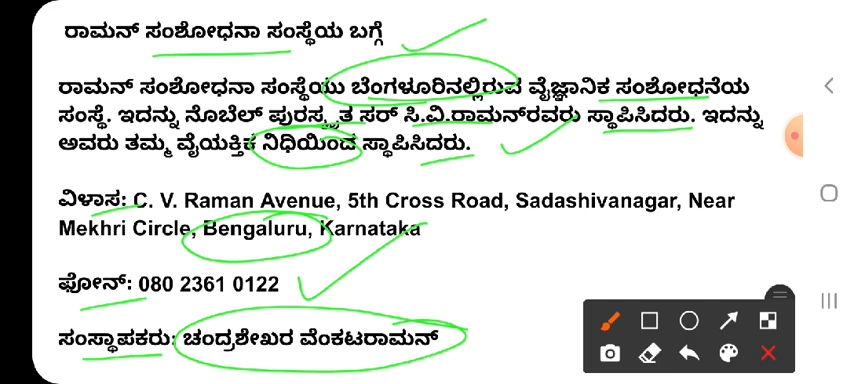 ರಾಮನ್ ಸಂಶೋಧನಾ ಸಂಸ್ಥೆಯ ಬಗ್ಗೆ
ರಾಮನ್ ಸಂಶೋಧನಾ ಸಂಸ್ಥೆಯು ಬೆಂಗಳೂರಿನಲ್ಲಿರುವ ವೈಜ್ಞಾನಿಕ ಸಂಶೋಧನೆಯ
ಸಂಸ್ಥೆ. ಇದನ್ನು ನೊಬೆಲ್ ಪುರಸ್ಕೃತ ಸರ್ ಸಿ.ವಿ.ರಾಮನ್‌ರವರು ಸ್ಥಾಪಿಸಿದರು. ಇದನ್ನು
ಅವರು ತಮ್ಮ ವೈಯಕ್ತಿಕ ನಿಧಿಯಿಂದ ಸ್ಥಾಪಿಸಿದರು.
ವಿಳಾಸ: C. V. Raman Avenue, 5th Cross Road, Sadashivanagar, Near
Mekhri Circle, Bengaluru, Karnataka
ಫೋನ್: 080 2361 0122
ಸಂಸ್ಥಾಪಕರು: ಚಂದ್ರಶೇಖರ ವೆಂಕಟರಾಮನ್